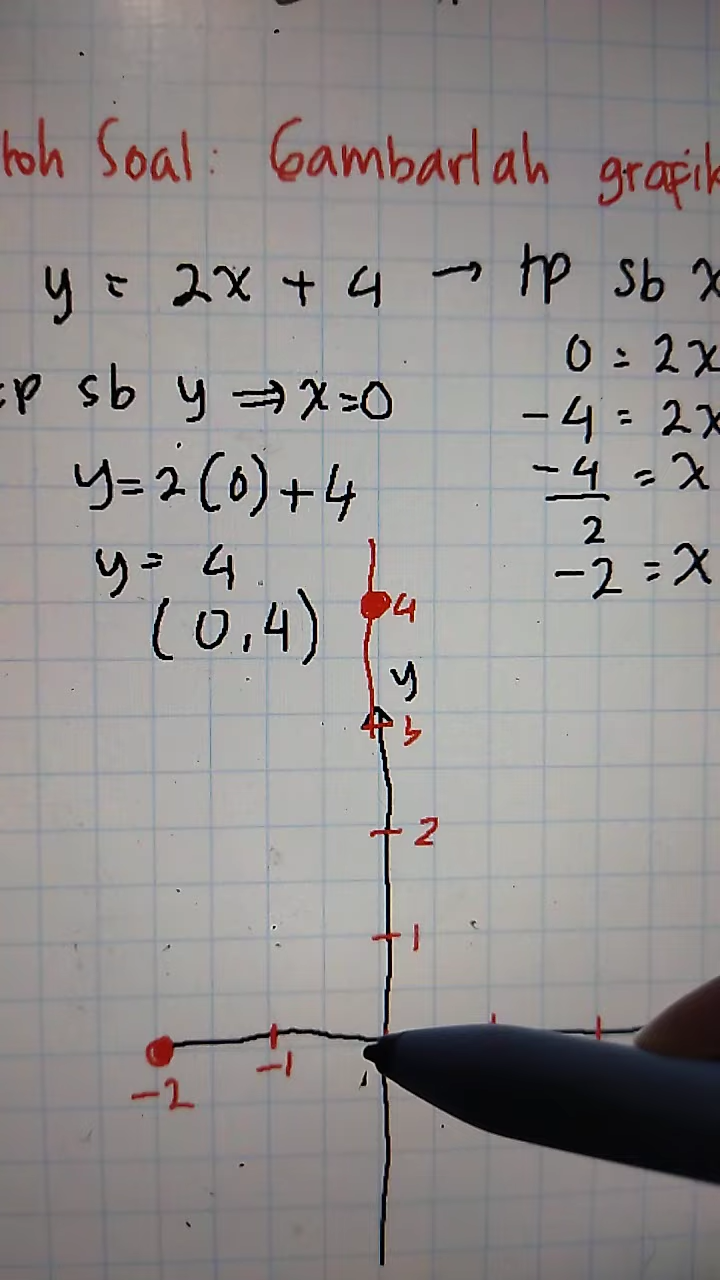 toh Soal: Gambarlah grafik
y = 2x + 4 → tp sb x
tp sb y ⇒ x=0
y=2(0)+4
y= 4
(0,4)
0 = 2x
-4 = 2x
-4/2 = x
-2 = x
4
y
3
2
1
-2 -1